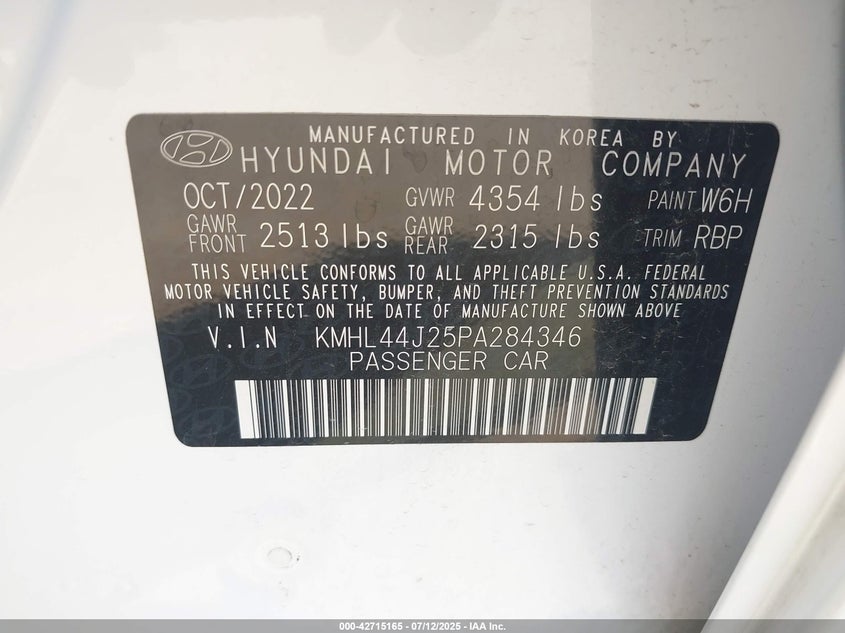 MANUFACTURED IN KOREA BY
HYUNDAI MOTOR COMPANY
OCT/2022 GVWR 4354 lbs PAINT W6H
GAWR FRONT 2513 lbs GAWR REAR 2315 lbs TRIM RBP
THIS VEHICLE CONFORMS TO ALL APPLICABLE U.S.A. FEDERAL
MOTOR VEHICLE SAFETY, BUMPER, AND THEFT PREVENTION STANDARDS
IN EFFECT ON THE DATE OF MANUFACTURE SHOWN ABOVE.
V.I.N KMHL44J25PA284346
PASSENGER CAR
000-42715165 - 07/12/2025 - IAA Inc.